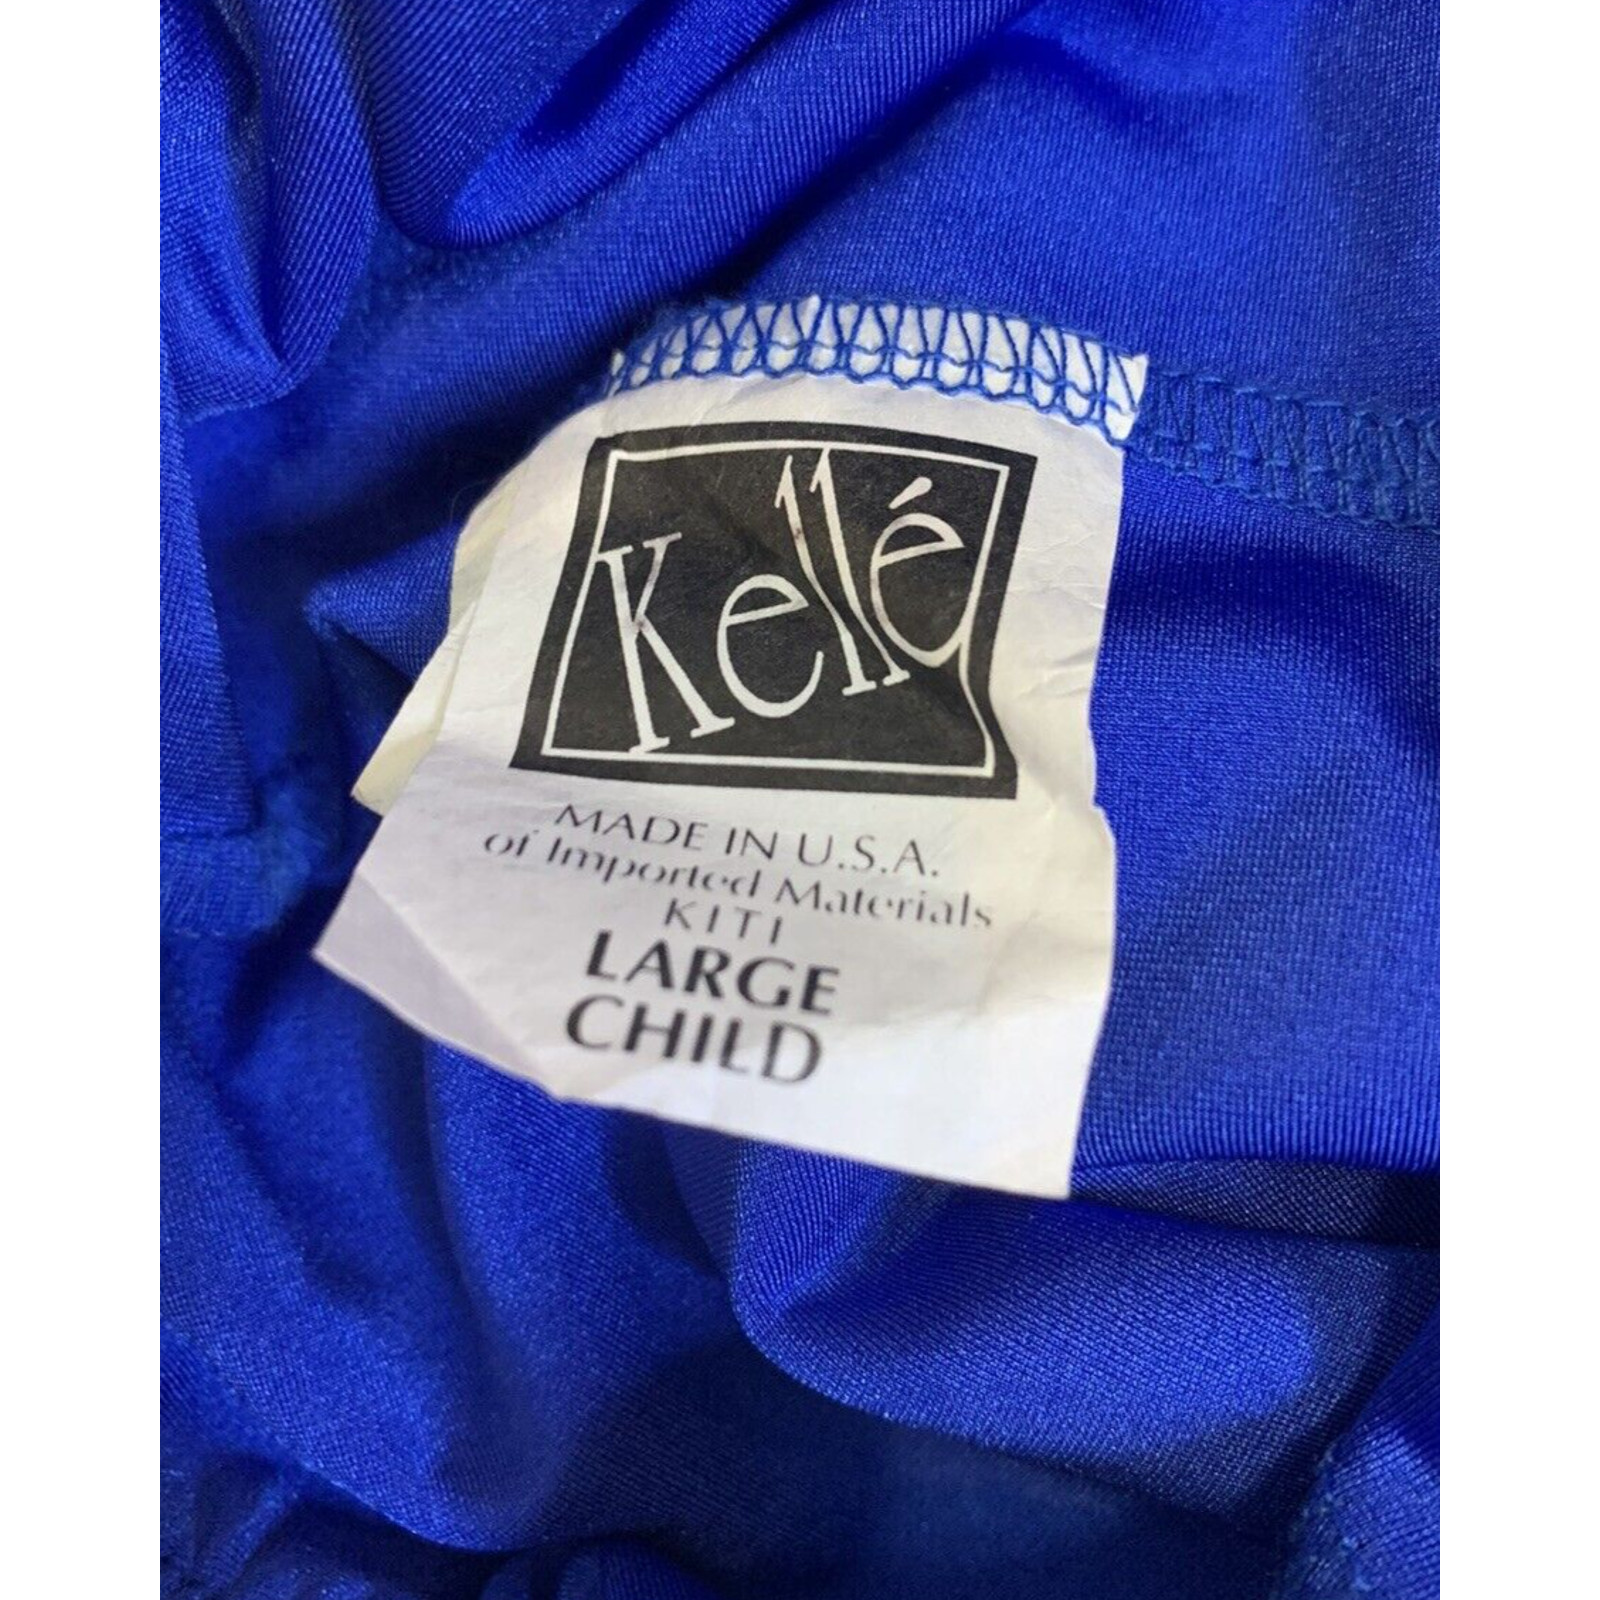 Kellé
MADE IN U.S.A.
of Imported Materials
KITI
LARGE
CHILD